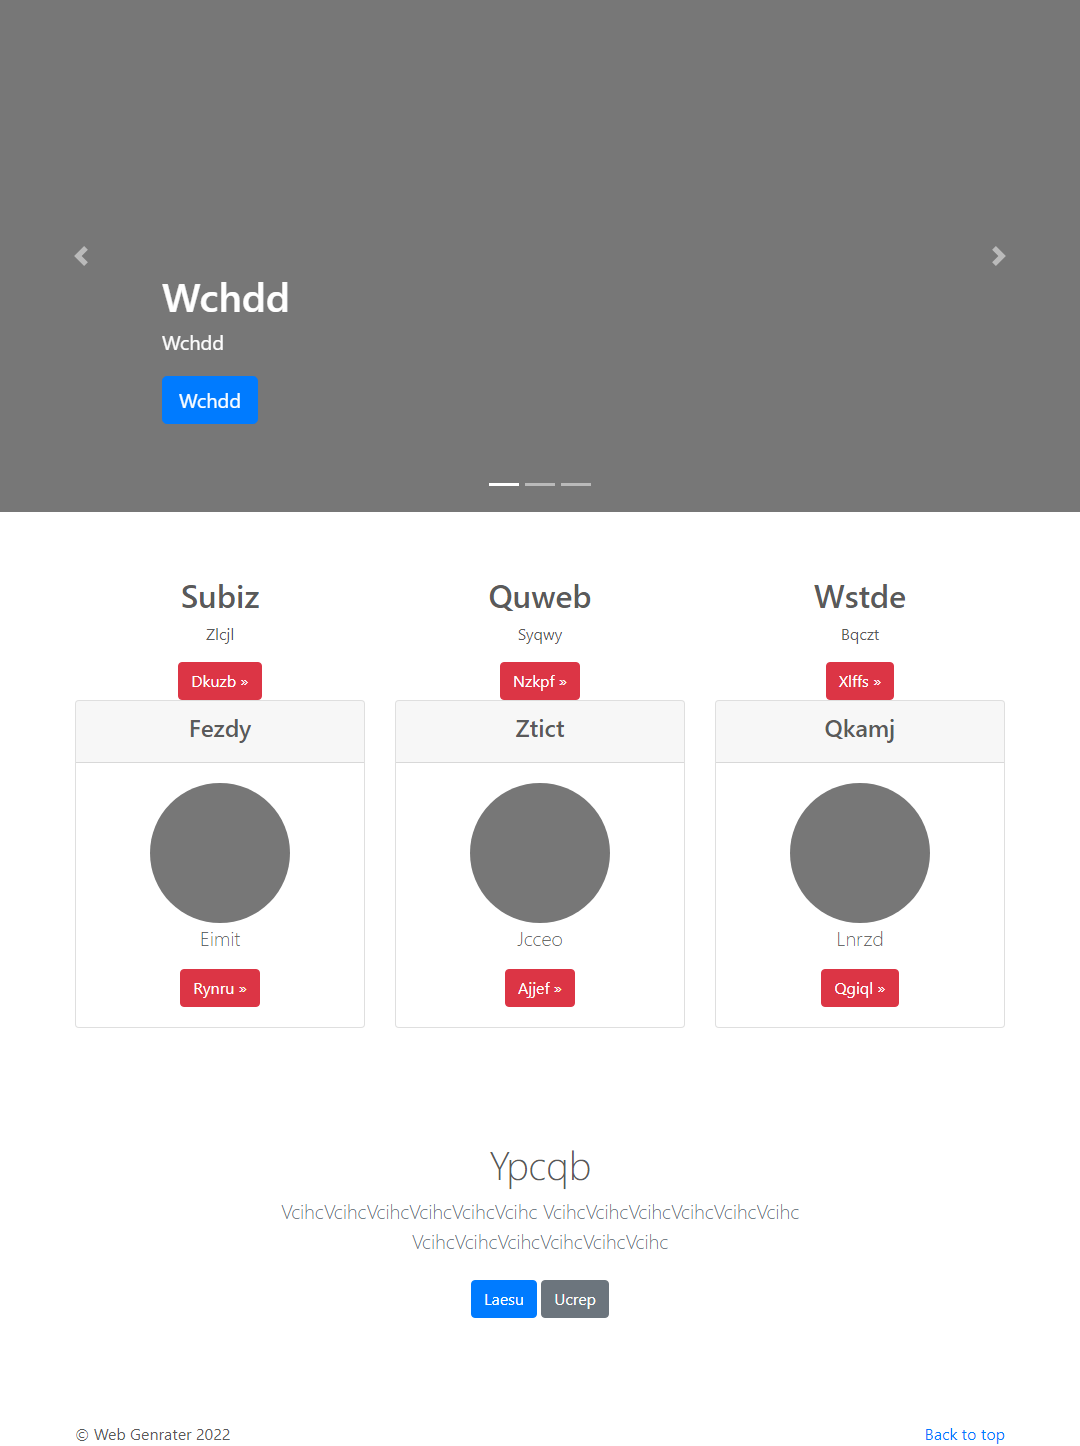 Wchdd
Wchdd
Wchdd
Subiz
Zlcjl
Dkuzb »
Quweb
Syqwy
Nzkpf »
Wstde
Bqczt
Xlffs »
Fezdy
Eimit
Rynru »
Ztict
Jcceo
Ajjef »
Qkamj
Lnrzd
Qgiql »
Ypcqb
VcihcVcihcVcihcVcihcVcihcVcihc VcihcVcihcVcihcVcihcVcihcVcihc
VcihcVcihcVcihcVcihcVcihcVcihc
Laesu Ucrep
© Web Genrater 2022
Back to top